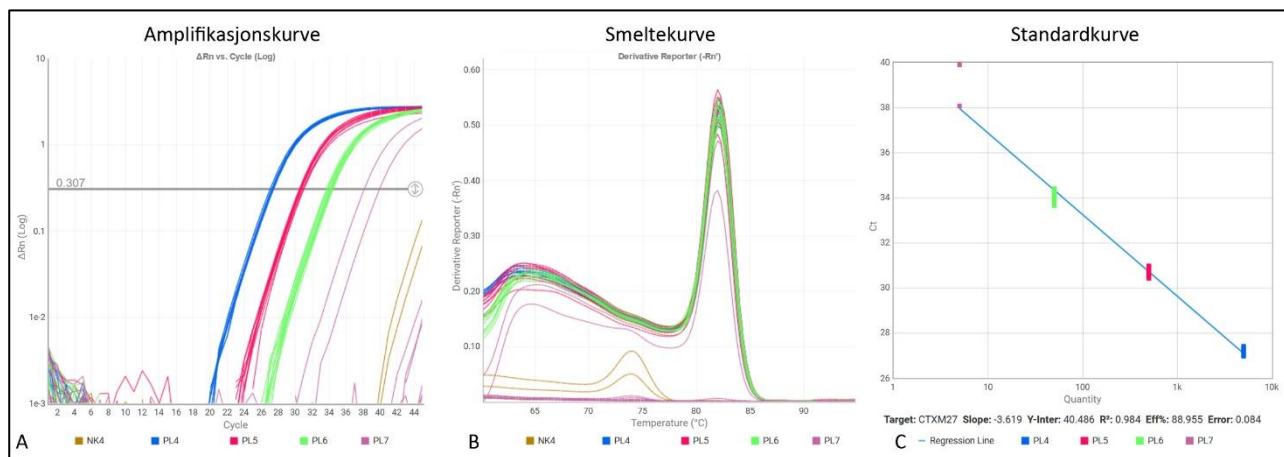 Amplifikasjonskurve
ΔRn vs. Cycle (Log)
10
1
0.307
0.1
1e-2
1e-3
ΔRn (Log)
2 4 6 8 10 12 14 16 18 20 22 24 26 28 30 32 34 36 38 40 42 44
Cycle
A
NK4 PL4 PL5 PL6 PL7
Smeltekurve
Derivative Reporter (-Rn')
0.60
0.50
0.40
0.30
0.20
0.10
Derivative Reporter (-Rn')
65 70 75 80 85 90
Temperature (°C)
B
NK4 PL4 PL5 PL6 PL7
Standardkurve
40
38
36
34
32
30
28
26
Ct
1 10 100 1k 10k
Quantity
Target: CTXM27 Slope: -3.619 Y-Inter: 40.486 R²: 0.984 Eff%: 88.955 Error: 0.084
C
Regression Line PL4 PL5 PL6 PL7